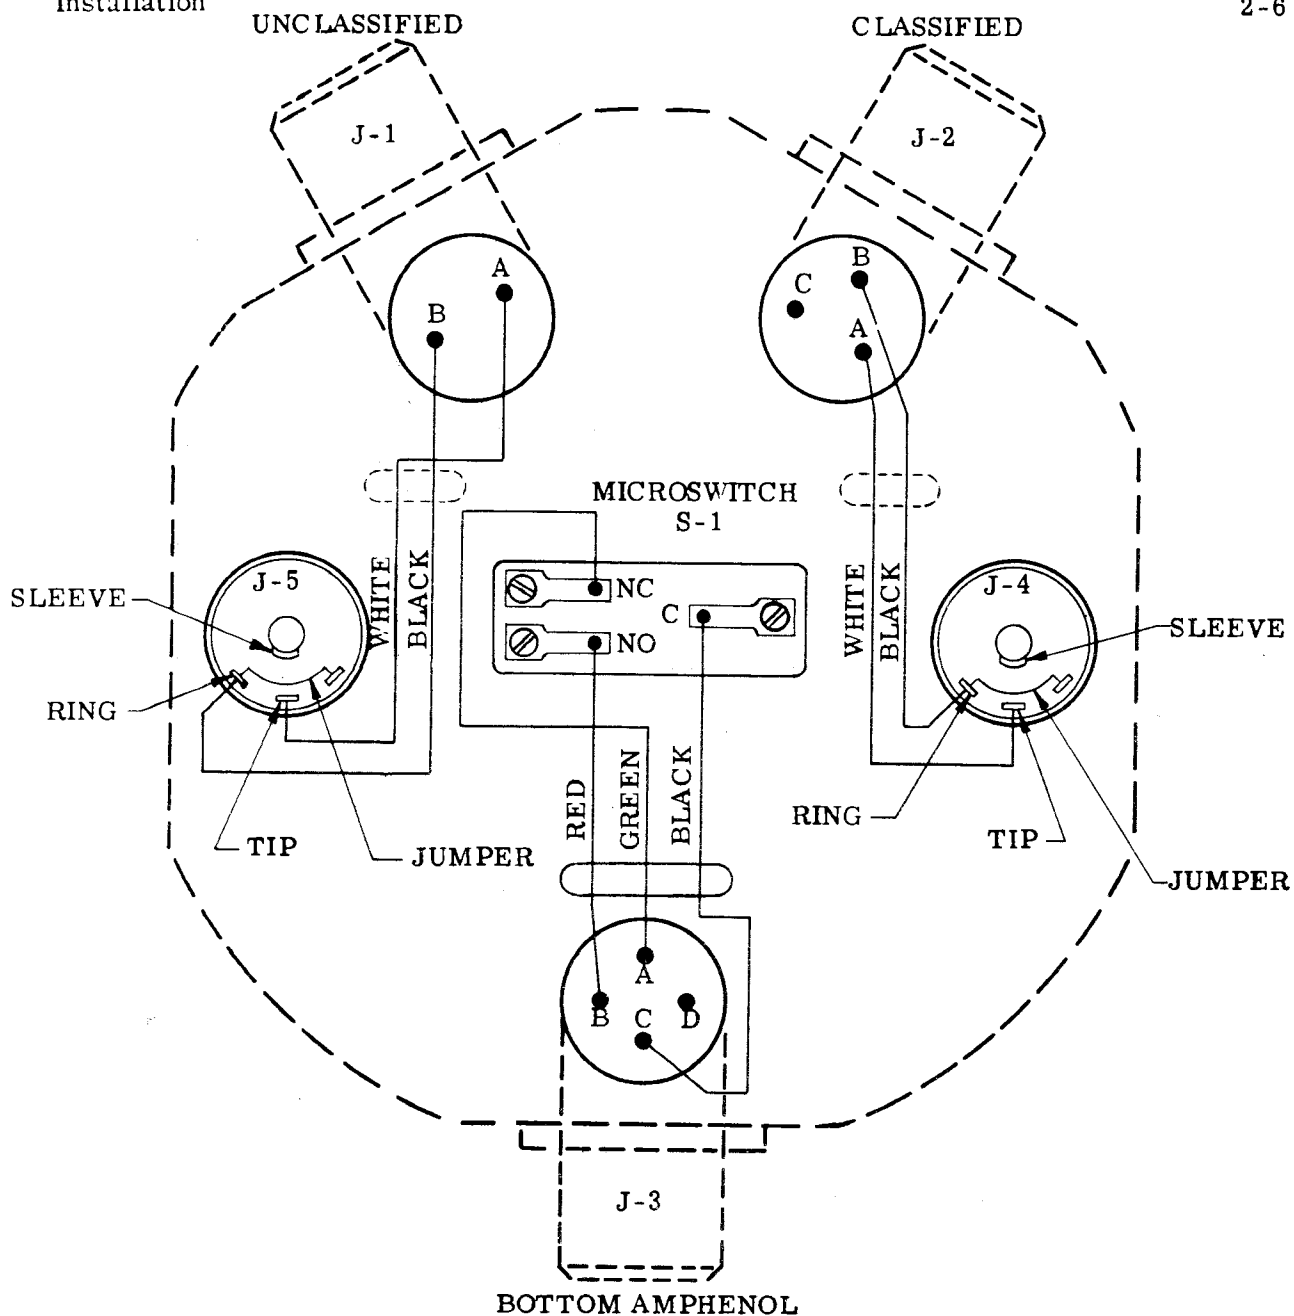 Installation
2-6
UNCLASSIFIED
CLASSIFIED
J-1
J-2
A
B
B
C
A
MICROSWITCH
S-1
WHITE
BLACK
WHITE
BLACK
J-5
NC
C
NO
J-4
SLEEVE
SLEEVE
RING
RED
GREEN
BLACK
RING
TIP
JUMPER
TIP
JUMPER
A
B
C
D
J-3
BOTTOM AMPHENOL